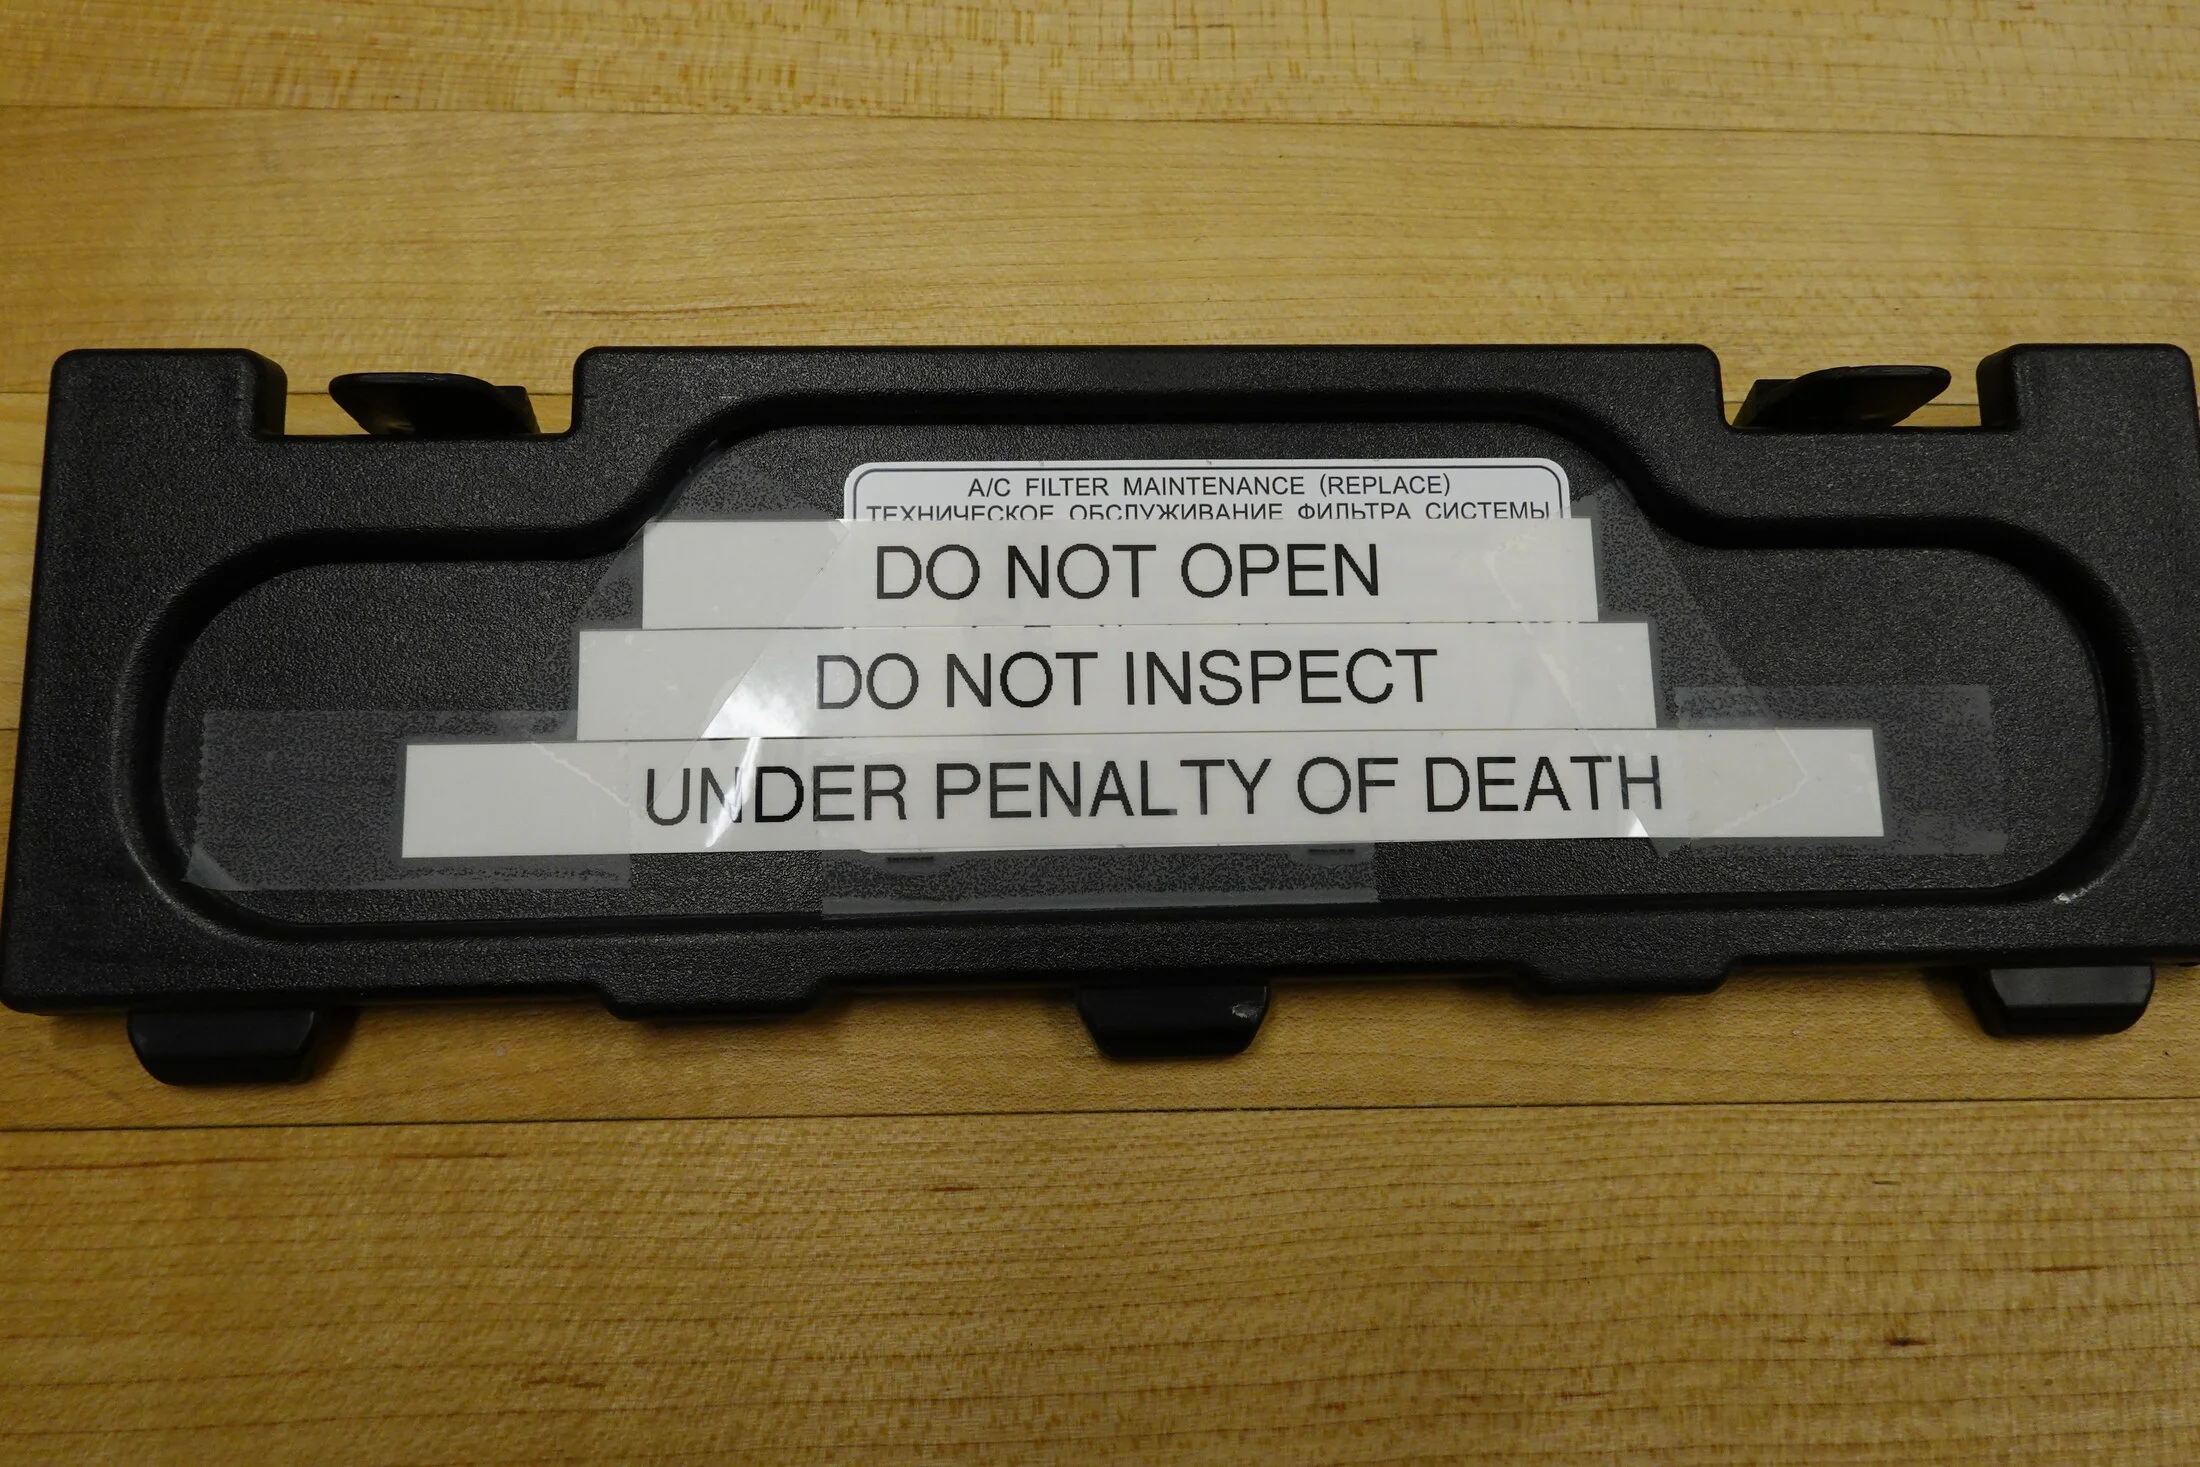 A/C FILTER MAINTENANCE (REPLACE)
ТЕХНИЧЕСКОЕ ОБСЛУЖИВАНИЕ ФИЛЬТРА СИСТЕМЫ
DO NOT OPEN
DO NOT INSPECT
UNDER PENALTY OF DEATH